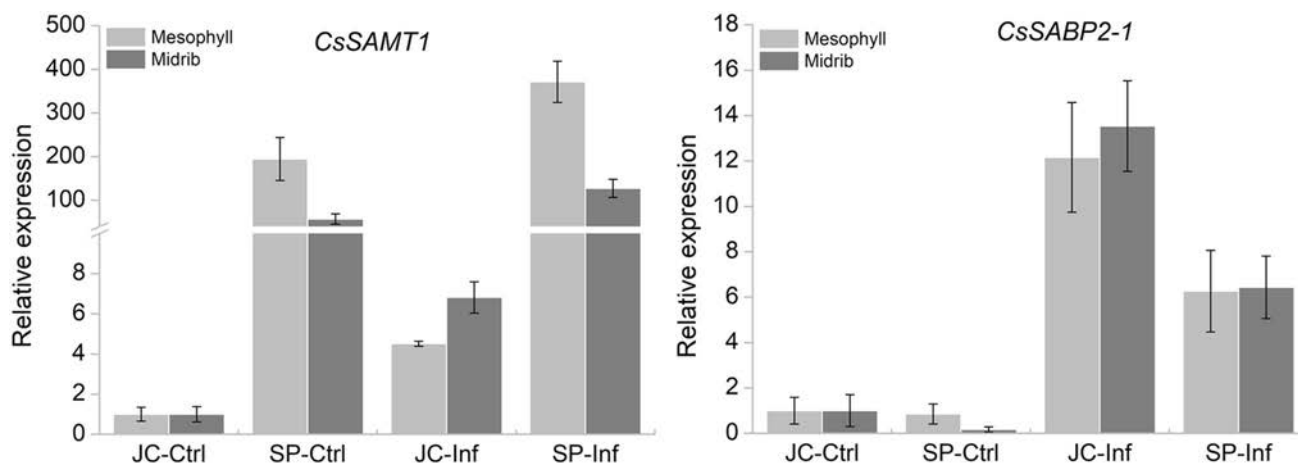 CsSAMT1
Mesophyll
Midrib
Relative expression
500
400
300
200
100
8
6
4
2
0
JC-Ctrl SP-Ctrl JC-Inf SP-Inf
CsSABP2-1
Mesophyll
Midrib
Relative expression
18
16
14
12
10
8
6
4
2
0
JC-Ctrl SP-Ctrl JC-Inf SP-Inf